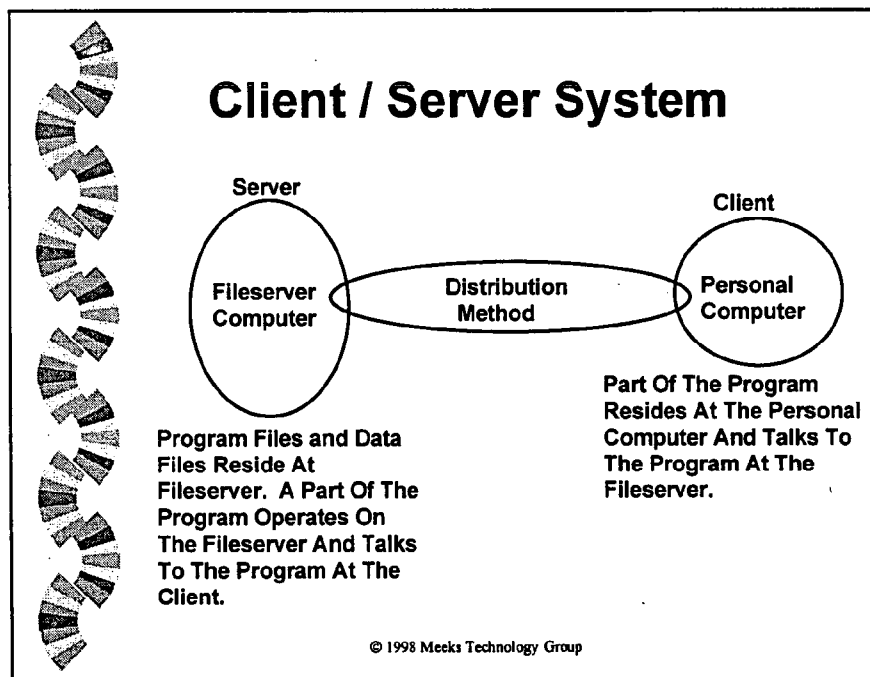 Client / Server System
Server
Client
Fileserver
Computer
Distribution
Method
Personal
Computer
Program Files and Data
Files Reside At
Fileserver. A Part Of The
Program Operates On
The Fileserver And Talks
To The Program At The
Client.
Part Of The Program
Resides At The Personal
Computer And Talks To
The Program At The
Fileserver.
© 1998 Meeks Technology Group